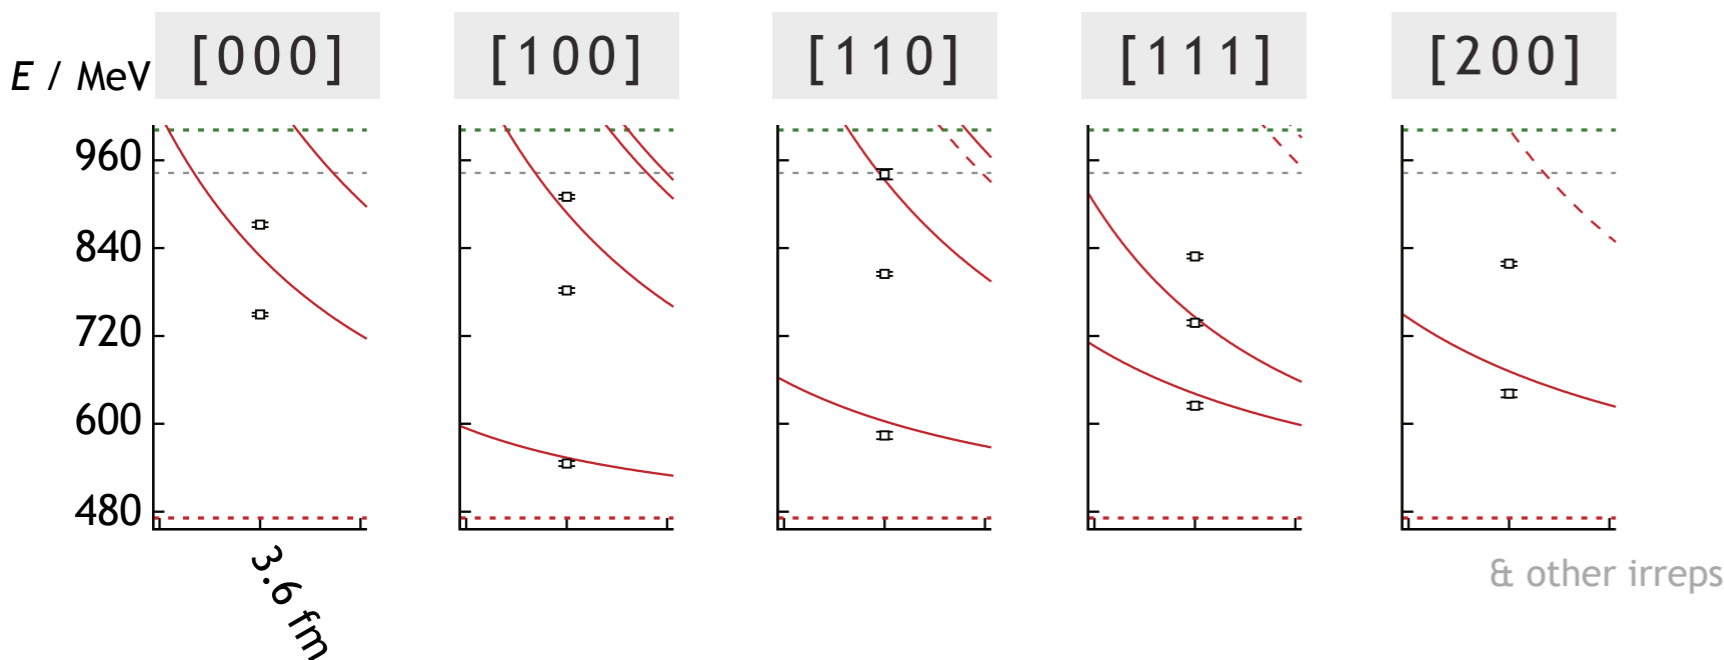 [000] [100] [110] [111] [200]
E / MeV
960
840
720
600
480
3.6 fm
& other irreps